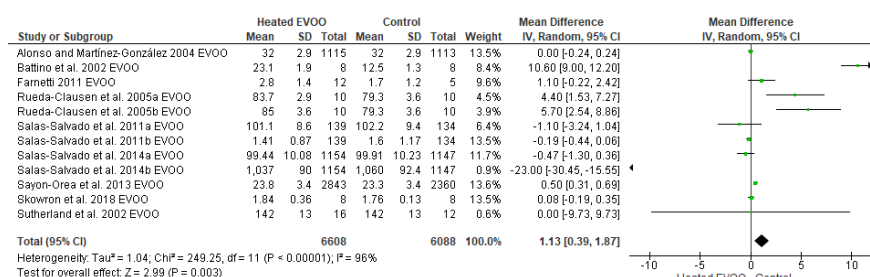 Heated EVOO Control Mean Difference Mean Difference
Study or Subgroup Mean SD Total Mean SD Total Weight IV, Random, 95% CI IV, Random, 95% CI
Alonso and Martínez-González 2004 EVOO 32 2.9 1115 32 2.9 1113 13.5% 0.00 [-0.24, 0.24]
Battino et al. 2002 EVOO 23.1 1.9 8 12.5 1.3 8 8.4% 10.60 [9.00, 12.20]
Farnetti 2011 EVOO 2.8 1.4 12 1.7 1.2 5 9.8% 1.10 [-0.22, 2.42]
Rueda-Clausen et al. 2005a EVOO 83.7 2.9 10 79.3 3.6 10 4.5% 4.40 [1.53, 7.27]
Rueda-Clausen et al. 2005b EVOO 85 3.6 10 79.3 3.6 10 4.0% 5.70 [2.54, 8.86]
Salas-Salvado et al. 2011a EVOO 101.1 8.6 139 102.2 9.4 134 6.5% -1.10 [-3.24, 1.04]
Salas-Salvado et al. 2011b EVOO 1.41 0.87 139 1.6 1.17 134 13.5% -0.19 [-0.44, 0.06]
Salas-Salvado et al. 2014a EVOO 99.44 10.08 1154 99.91 10.23 1147 11.7% -0.47 [-1.30, 0.36]
Salas-Salvado et al. 2014b EVOO 1,037 90 1154 1,060 92.4 1147 0.9% -23.00 [-30.45, -15.55]
Sayon-Orea et al. 2013 EVOO 23.8 3.4 2843 23.3 3.4 2360 13.6% 0.50 [0.31, 0.69]
Skowron et al. 2018 EVOO 1.84 0.36 8 1.76 0.13 8 13.5% 0.08 [-0.19, 0.35]
Sutherland et al. 2002 EVOO 142 13 16 142 13 12 0.6% 0.00 [-9.73, 9.73]
Total (95% CI) 6608 6088 100.0% 1.13 [0.39, 1.87]
Heterogeneity: Tau² = 1.04; Chi² = 249.25, df = 11 (P < 0.00001); I² = 96%
Test for overall effect: Z = 2.99 (P = 0.003)
-10 -5 0 5 10
Heated EVOO Control